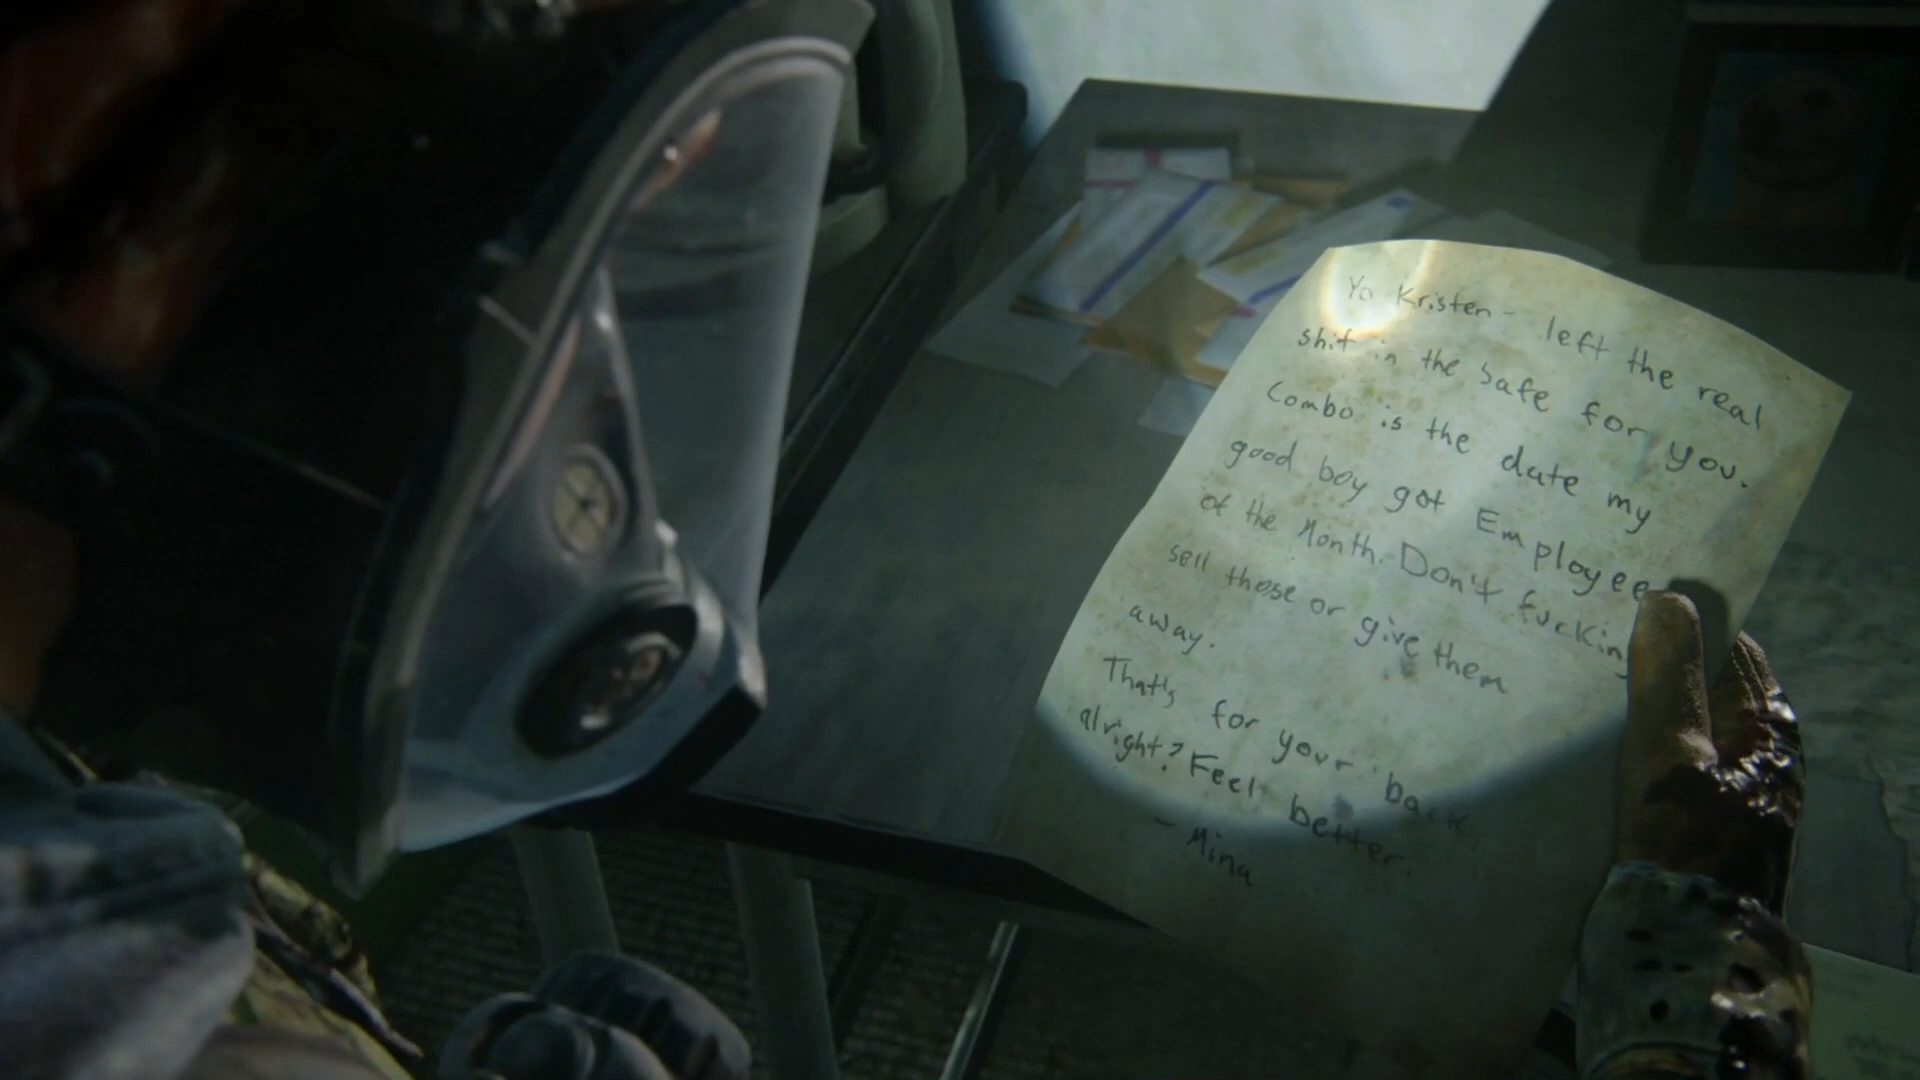 Yo Kristen - left the real
shit in the safe for you.
Combo is the date my
good boy got Employee
of the Month. Don't fucking
sell those or give them
away.
That's for your back,
alright? Feel better.
- Mina